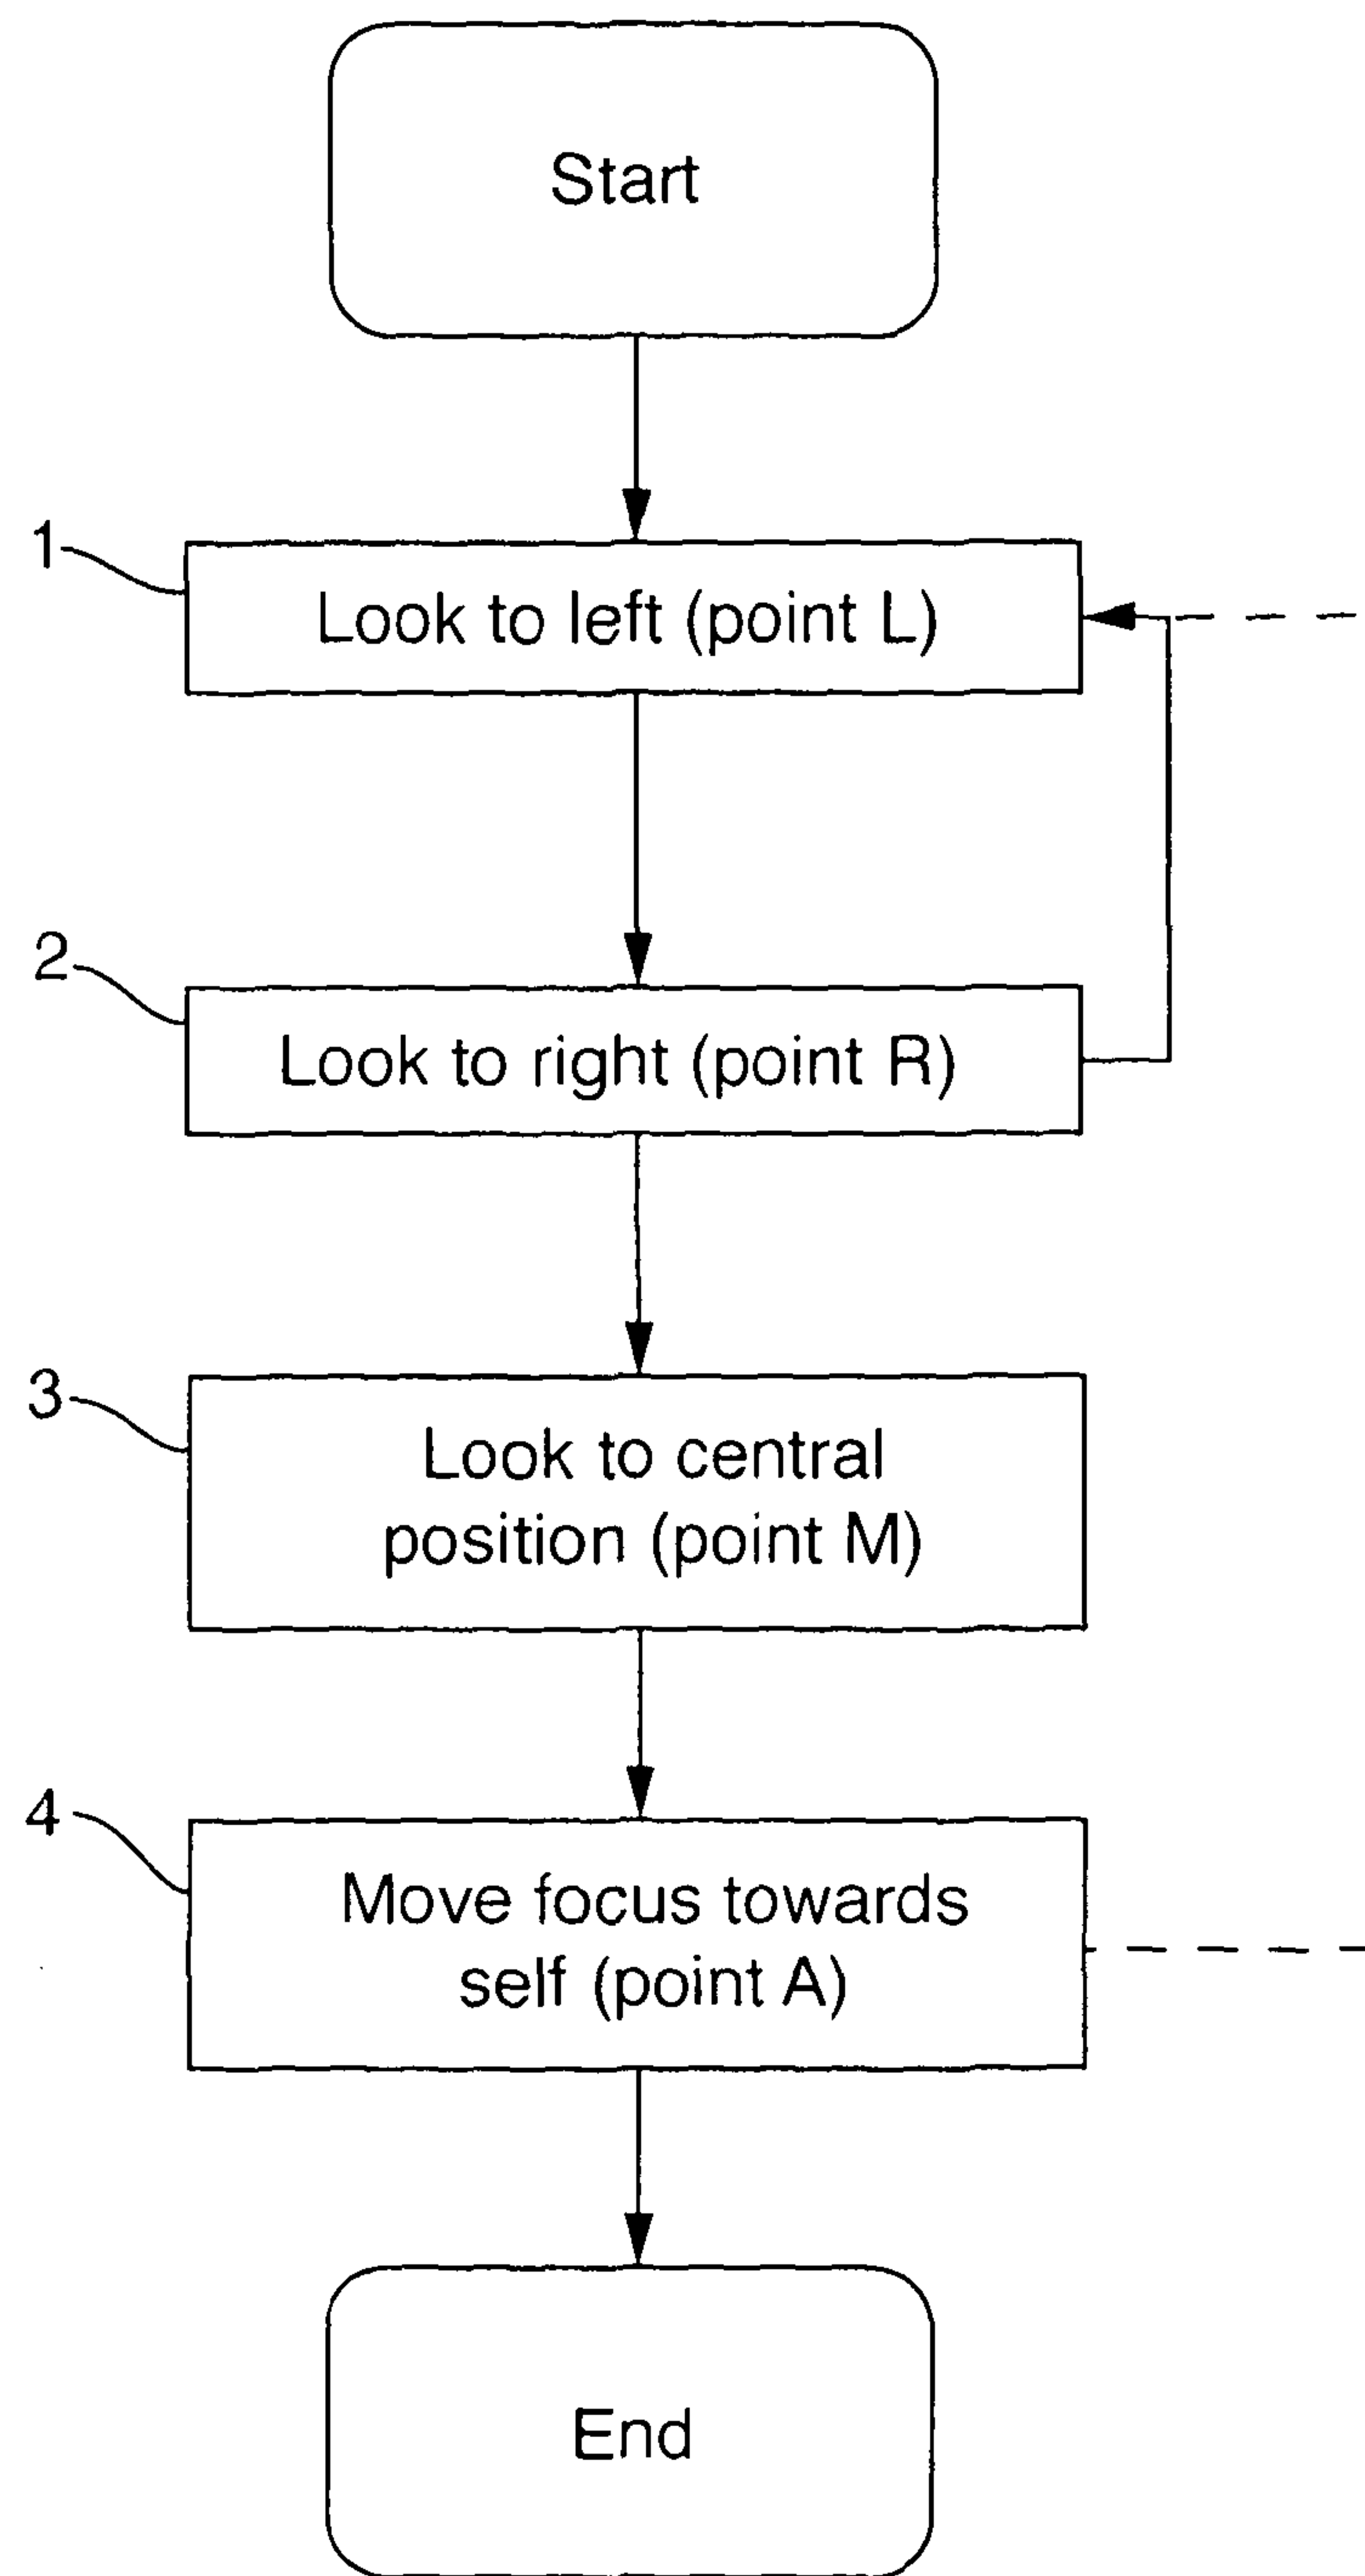 Start
1
Look to left (point L)
2
Look to right (point R)
3
Look to central
position (point M)
4
Move focus towards
self (point A)
End